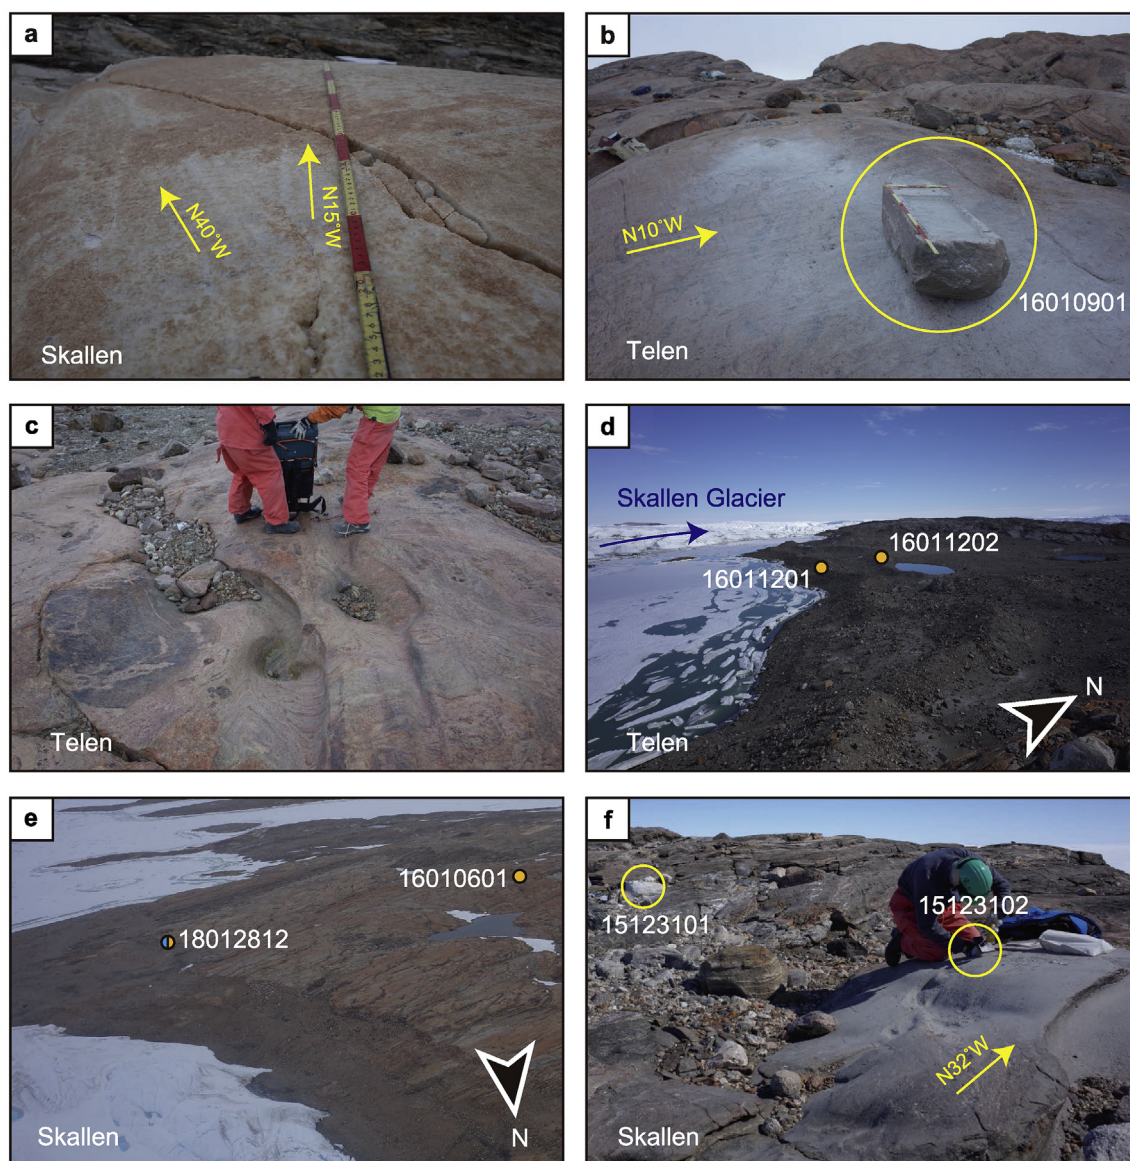 a
N40°W
N15°W
Skallen
b
N10°W
16010901
Telen
c
Telen
d
Skallen Glacier
16011202
16011201
N
Telen
e
16010601
18012812
N
Skallen
f
15123101
15123102
N32°W
Skallen